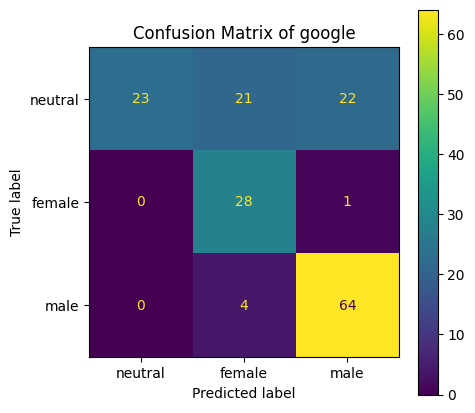 Confusion Matrix of google
True label
neutral 23 21 22
female 0 28 1
male 0 4 64
neutral female male
Predicted label
60
50
40
30
20
10
0